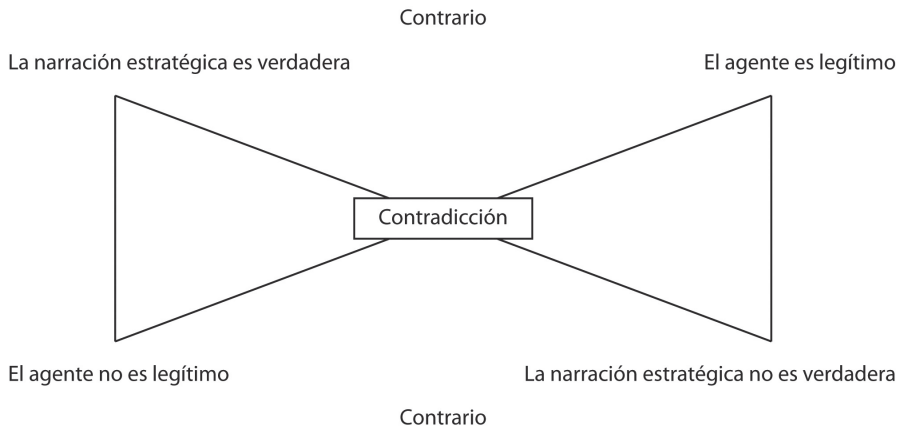 Contrario
La narración estratégica es verdadera
El agente es legítimo
Contradicción
El agente no es legítimo
La narración estratégica no es verdadera
Contrario